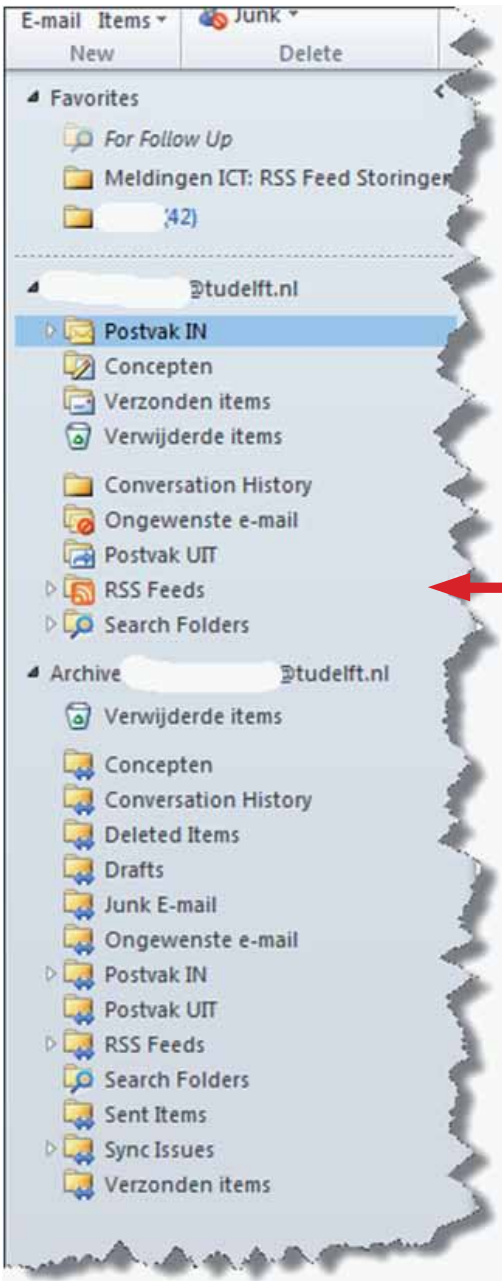 E-mail Items Junk
New Delete
Favorites
For Follow Up
Meldingen ICT: RSS Feed Storingen
(42)
@tudelft.nl
Postvak IN
Concepten
Verzonden items
Verwijderde items
Conversation History
Ongewenste e-mail
Postvak UIT
RSS Feeds
Search Folders
Archive @tudelft.nl
Verwijderde items
Concepten
Conversation History
Deleted Items
Drafts
Junk E-mail
Ongewenste e-mail
Postvak IN
Postvak UIT
RSS Feeds
Search Folders
Sent Items
Sync Issues
Verzonden items